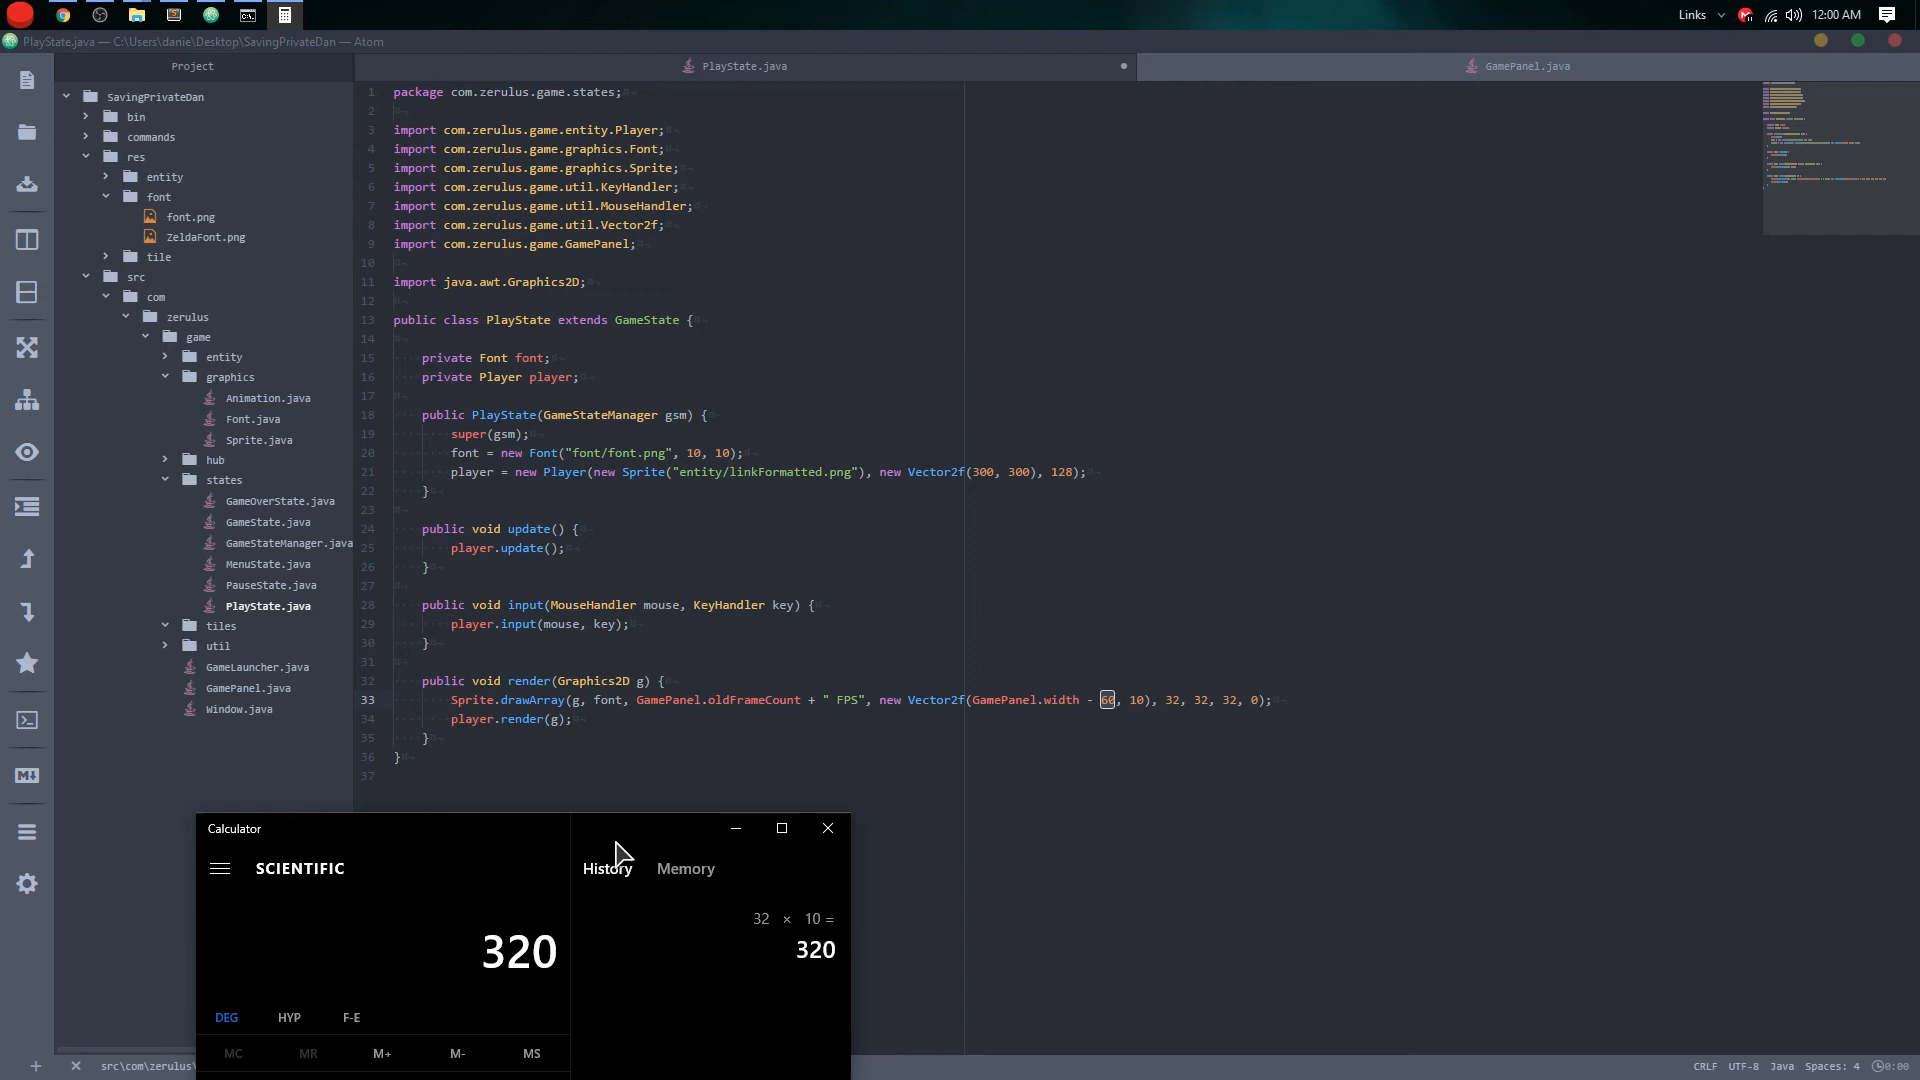 Links
12:00 AM
PlayState.java — C:\Users\danie\Desktop\SavingPrivateDan — Atom
Project
PlayState.java
GamePanel.java
SavingPrivateDan
bin
commands
res
entity
font
font.png
ZeldaFont.png
tile
src
com
zerulus
game
entity
graphics
Animation.java
Font.java
Sprite.java
hub
states
GameOverState.java
GameState.java
GameStateManager.java
MenuState.java
PauseState.java
PlayState.java
tiles
util
GameLauncher.java
GamePanel.java
Window.java
1 package com.zerulus.game.states;
2
3 import com.zerulus.game.entity.Player;
4 import com.zerulus.game.graphics.Font;
5 import com.zerulus.game.graphics.Sprite;
6 import com.zerulus.game.util.KeyHandler;
7 import com.zerulus.game.util.MouseHandler;
8 import com.zerulus.game.util.Vector2f;
9 import com.zerulus.game.GamePanel;
10
11 import java.awt.Graphics2D;
12
13 public class PlayState extends GameState {
14
15 private Font font;
16 private Player player;
17
18 public PlayState(GameStateManager gsm) {
19 super(gsm);
20 font = new Font("font/font.png", 10, 10);
21 player = new Player(new Sprite("entity/linkFormatted.png"), new Vector2f(300, 300), 128);
22 }
23
24 public void update() {
25 player.update();
26 }
27
28 public void input(MouseHandler mouse, KeyHandler key) {
29 player.input(mouse, key);
30 }
31
32 public void render(Graphics2D g) {
33 Sprite.drawArray(g, font, GamePanel.oldFrameCount + " FPS", new Vector2f(GamePanel.width - 60, 10), 32, 32, 32, 0);
34 player.render(g);
35 }
36 }
37
Calculator
SCIENTIFIC
History
Memory
32 × 10 =
320
320
DEG
HYP
F-E
MC
MR
M+
M-
MS
M↓
src\com\zerulus\
CRLF
UTF-8
Java
Spaces: 4
0:00